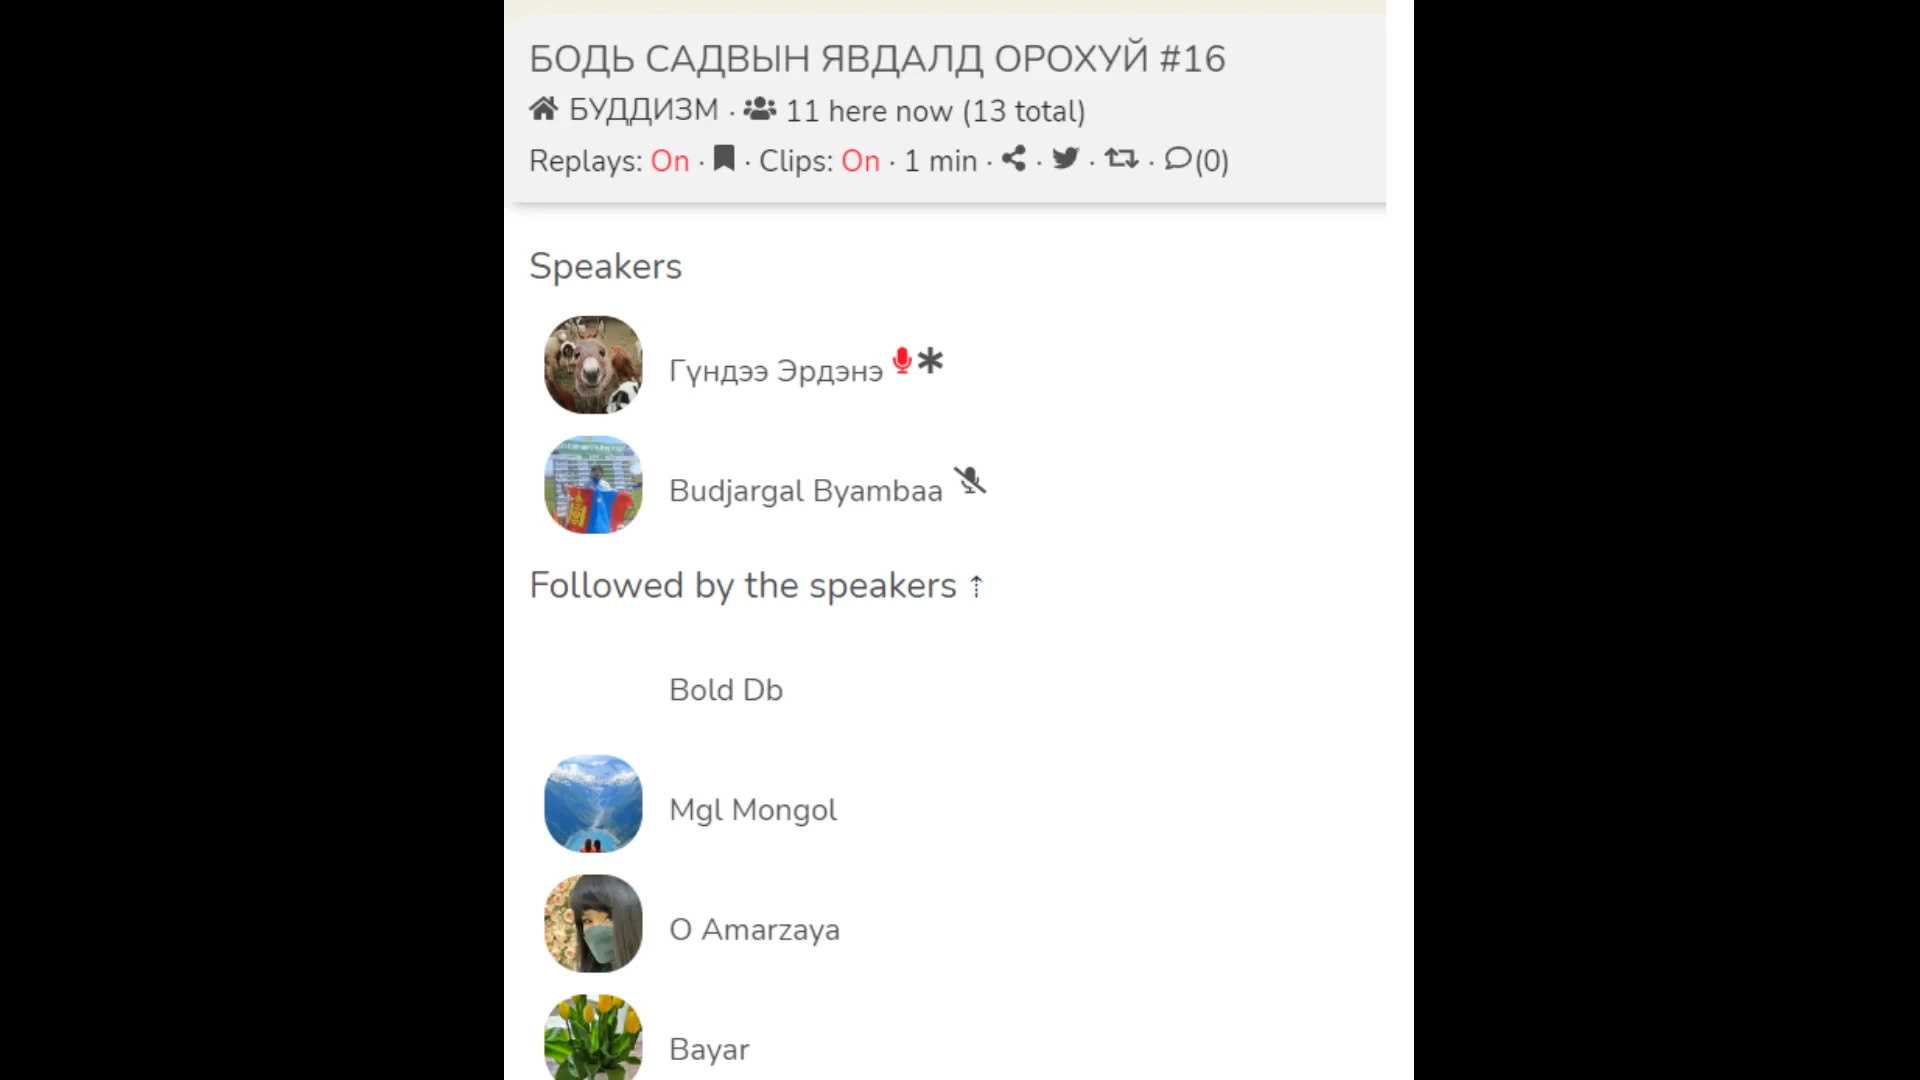 БОДЬ САДВЫН ЯВДАЛД ОРОХУЙ #16
БУДДИЗМ · 11 here now (13 total)
Replays: On · · Clips: On · 1 min · · · · (0)
Speakers
Гүндээ Эрдэнэ
Budjargal Byambaa
Followed by the speakers ⇡
Bold Db
Mgl Mongol
O Amarzaya
Bayar